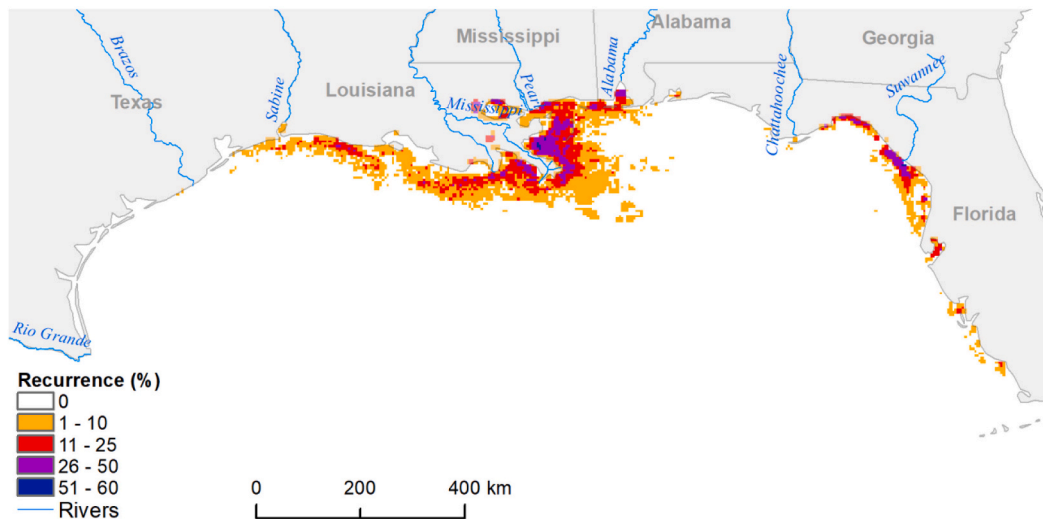 Alabama
Mississippi
Georgia
Brazos
Alabama
Suwannee
Sabine
Louisiana
Pearl
Texas
Mississippi
Chattahoochee
Florida
Rio Grande
Recurrence (%)
0
1 - 10
11 - 25
26 - 50
51 - 60
Rivers
0 200 400 km